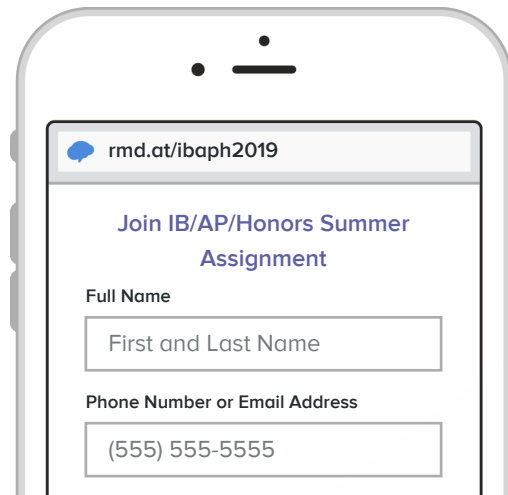 rmd.at/ibaph2019
Join IB/AP/Honors Summer
Assignment
Full Name
First and Last Name
Phone Number or Email Address
(555) 555-5555